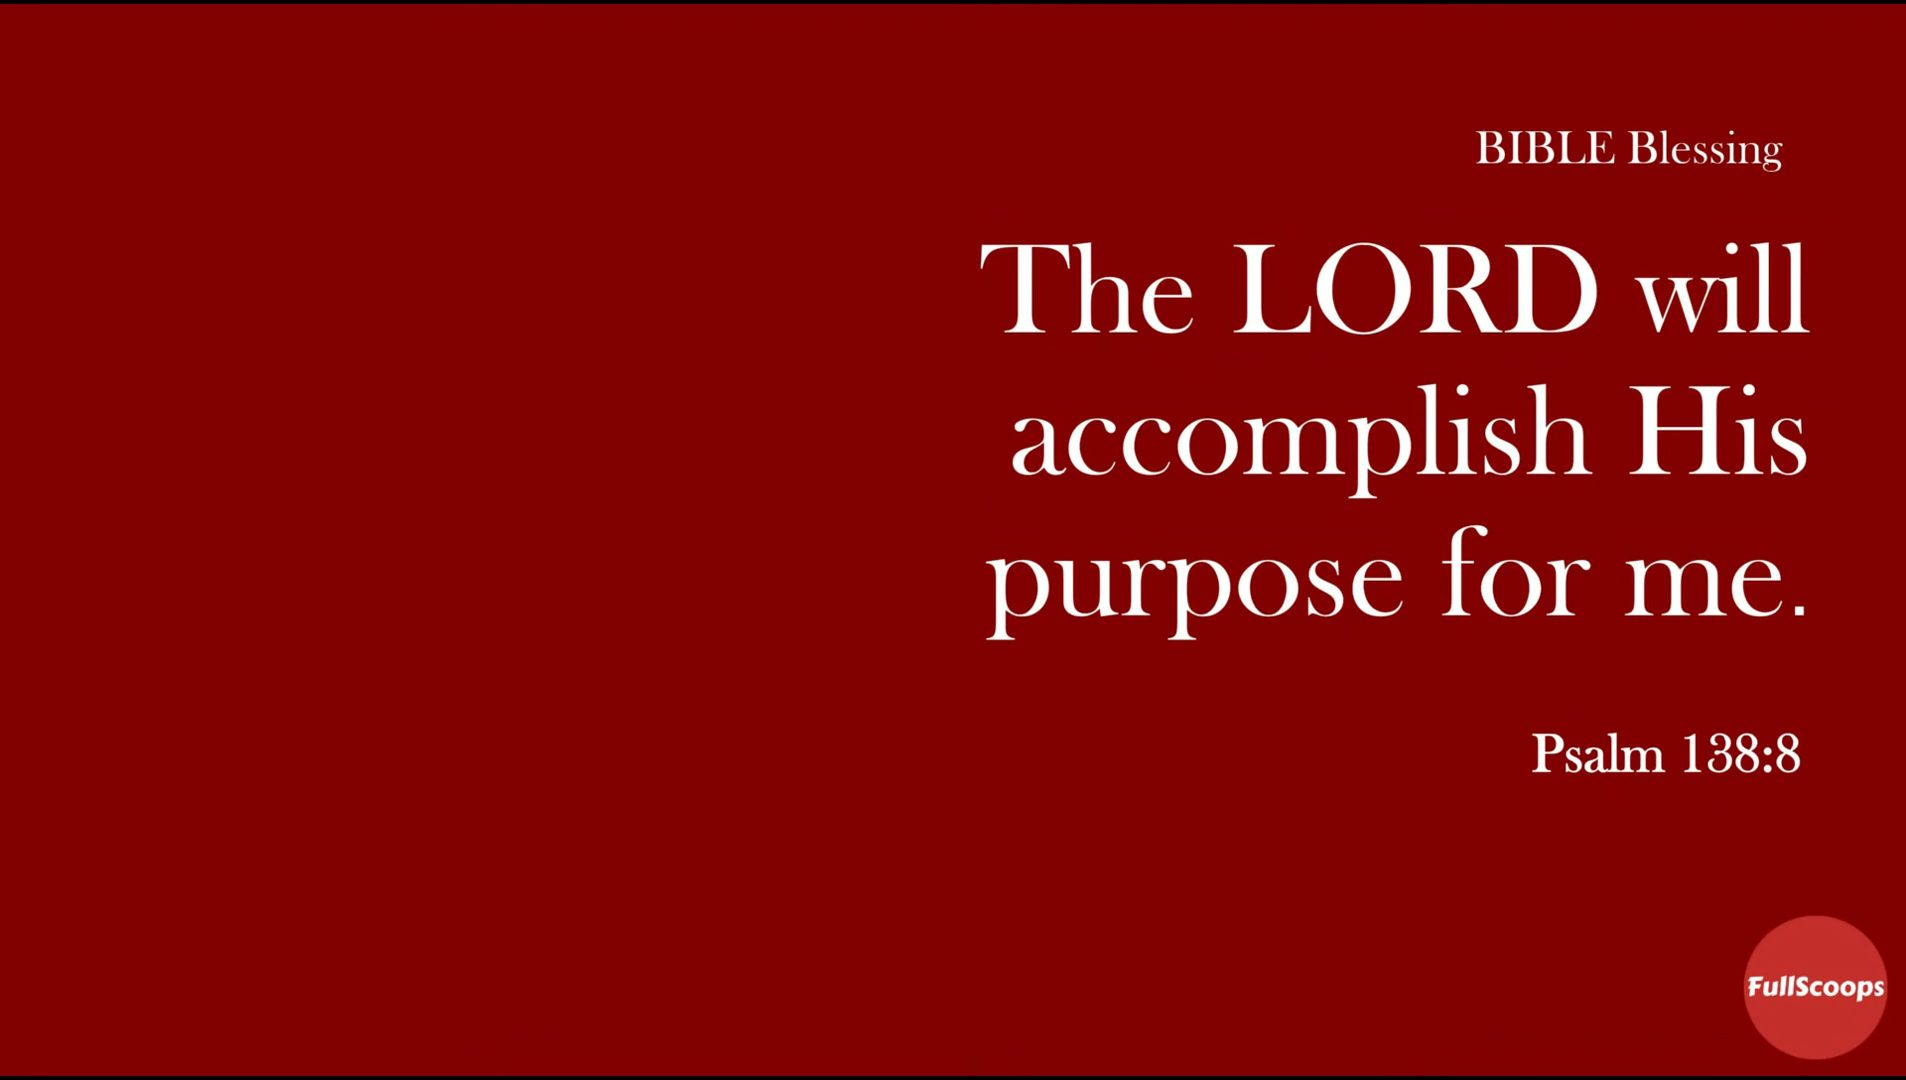 BIBLE Blessing
The LORD will
accomplish His
purpose for me.
Psalm 138:8
FullScoops